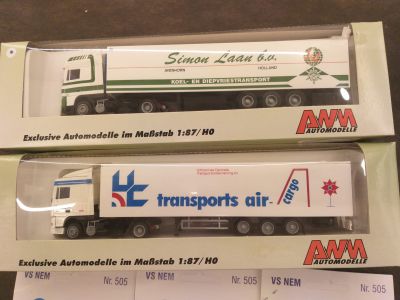 Simon Laan b.v.
HOLLAND
KOEL- EN DIEPVRIESTRANSPORT
AWM
AUTOMODELLE
Exclusive Automodelle im Maßstab 1:87/H0
transports air-cargo
AWM
AUTOMODELLE
Exclusive Automodelle im Maßstab 1:87/H0
VS NEM Nr. 505 VS NEM Nr. 505 VS NEM Nr. 505